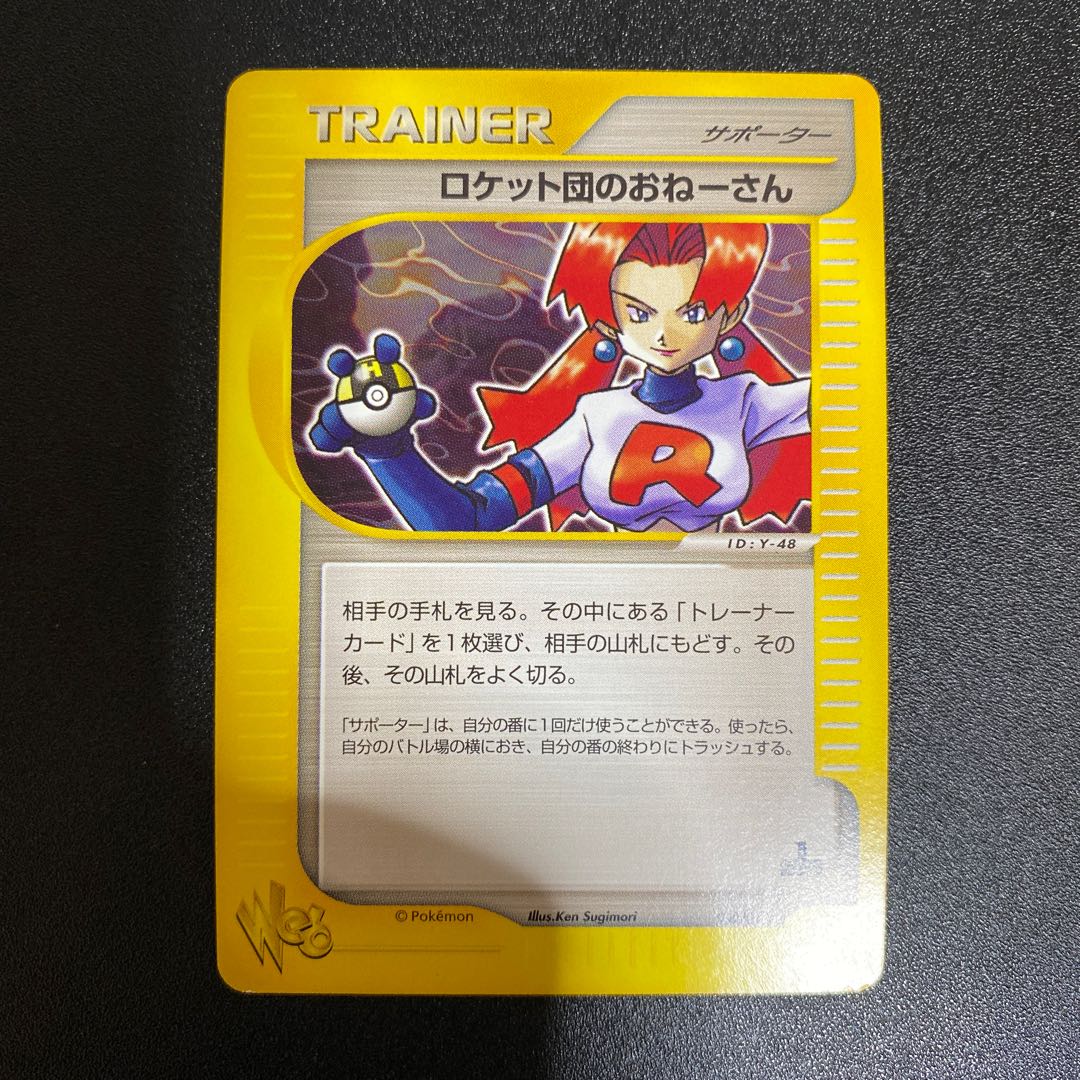 TRAINER
サポーター
ロケット団のおねーさん
H
R
ID:Y-48
相手の手札を見る。その中にある「トレーナー
カード」を1枚選び、相手の山札にもどす。その
後、その山札をよく切る。
「サポーター」は、自分の番に1回だけ使うことができる。使ったら、
自分のバトル場の横におき、自分の番の終わりにトラッシュする。
© Pokémon
Illus.Ken Sugimori
Web